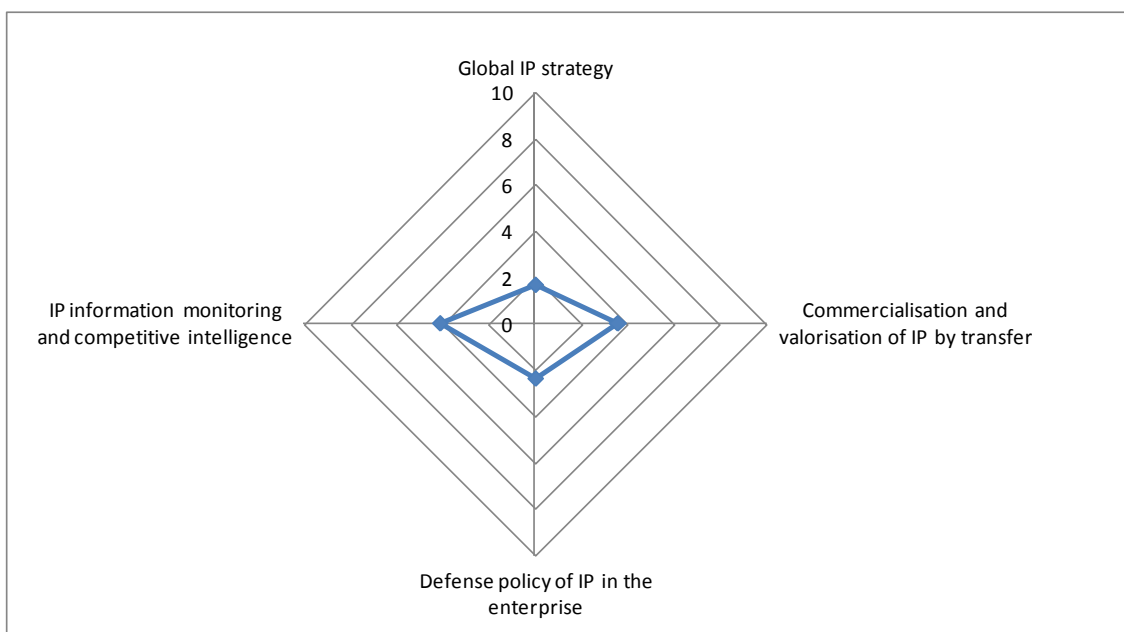 Global IP strategy
10
8
6
4
2
0
IP information monitoring
and competitive intelligence
Commercialisation and
valorisation of IP by transfer
Defense policy of IP in the
enterprise